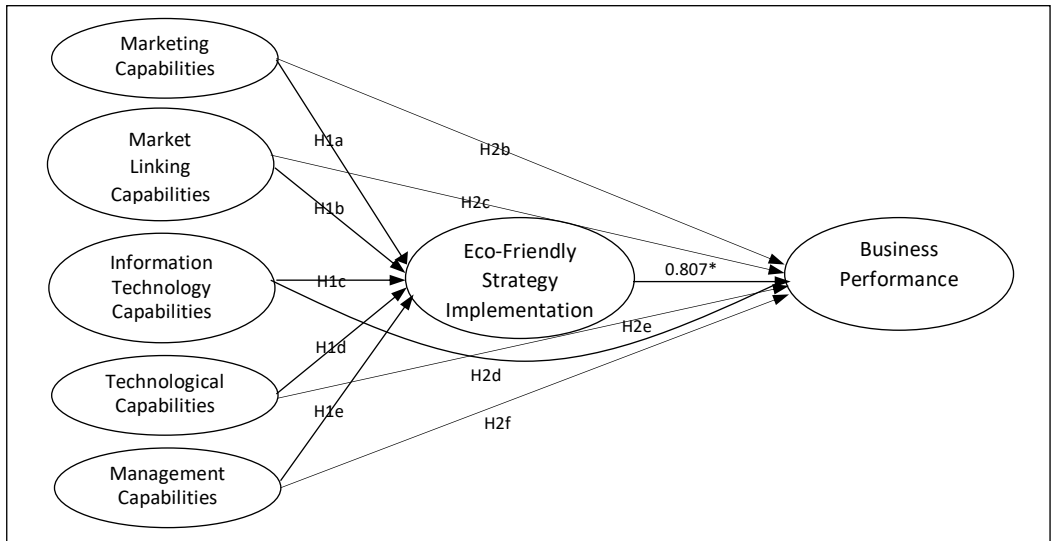 Marketing
Capabilities
H1a
H2b
Market
Linking
Capabilities
H1b
H2c
Information
Technology
Capabilities
H1c
Eco-Friendly
Strategy
Implementation
0.807*
Business
Performance
H1d
H2e
Technological
Capabilities
H2d
H1e
H2f
Management
Capabilities